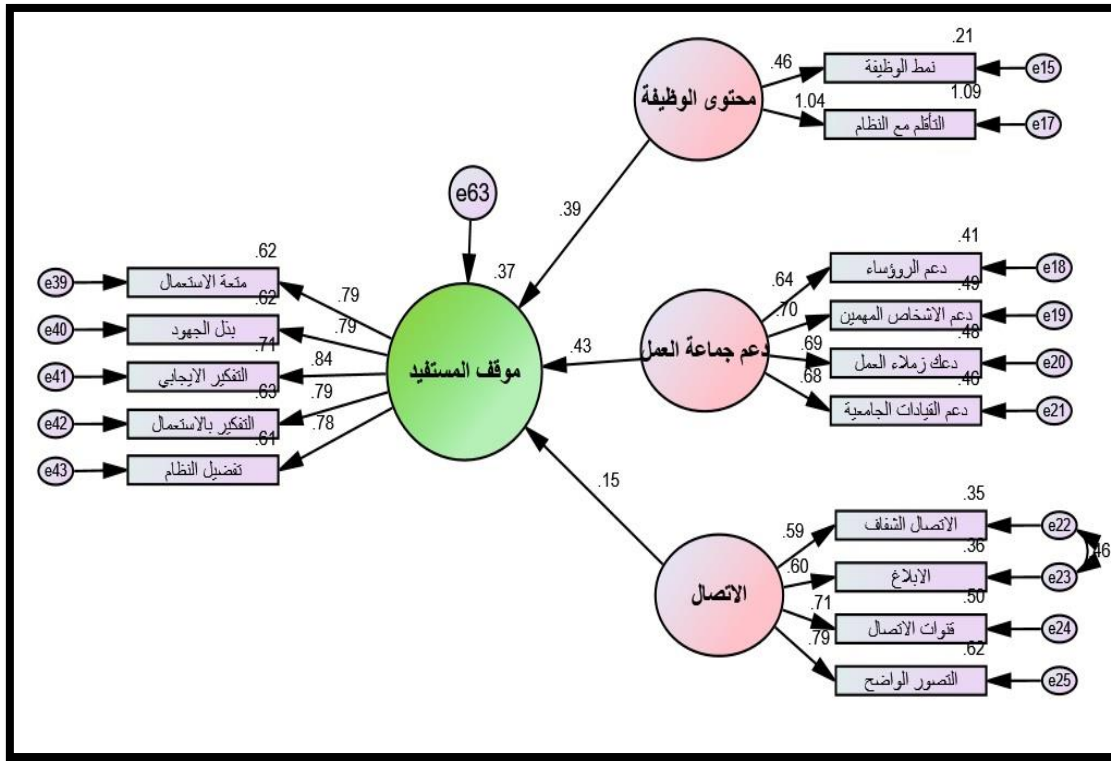 .21
.46
نمط الوظيفة
e15
محتوى الوظيفة
1.09
1.04
التأقلم مع النظام
e17
e63
.39
.37
.62
e39
متعة الاستعمال
.79
.62
e40
بذل الجهود
.79
.71
e41
التفكير الايجابي
.84
.63
e42
التفكير بالاستعمال
.79
.61
e43
تفضيل النظام
.78
موقف المستفيد
.43
.41
.64
دعم الروؤساء
e18
.49
.70
دعم الاشخاص المهمين
e19
دعم جماعة العمل
.48
.69
دعك زملاء العمل
e20
.46
.68
دعم القيادات الجامعية
e21
.15
.35
.59
الاتصال الشفاف
e22
.46
.36
.60
الابلاغ
e23
الاتصال
.50
.71
قنوات الاتصال
e24
.62
.79
التصور الواضح
e25